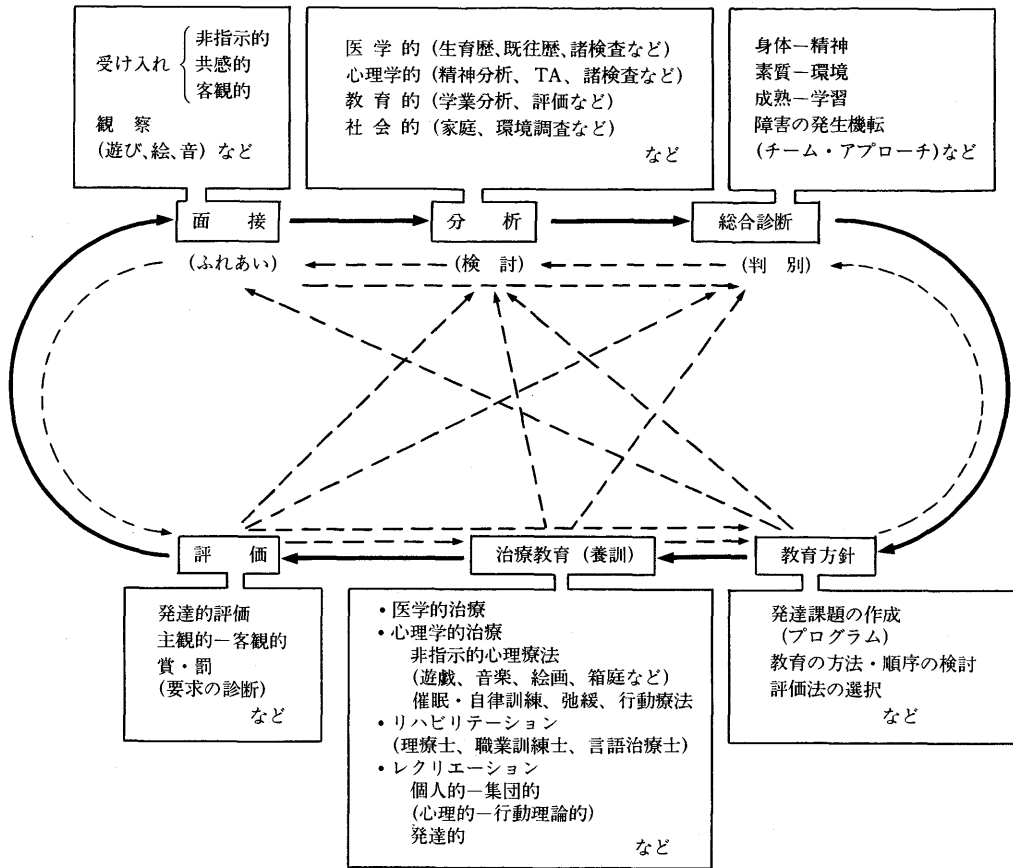 受け入れ
非指示的
共感的
客観的
観 察
(遊び、絵、音) など
医 学 的 (生育歴、既往歴、諸検査など)
心理学的 (精神分析、TA、諸検査など)
教 育 的 (学業分析、評価など)
社 会 的 (家庭、環境調査など)
など
身体－精神
素質－環境
成熟－学習
障害の発生機転
(チーム・アプローチ)など
面 接
分 析
総合診断
(ふれあい)
(検 討)
(判 別)
評 価
治療教育 (養訓)
教育方針
発達的評価
主観的－客観的
賞・罰
(要求の診断)
など
・医学的治療
・心理学的治療
非指示的心理療法
(遊戯、音楽、絵画、箱庭など)
催眠・自律訓練、弛緩、行動療法
・リハビリテーション
(理療士、職業訓練士、言語治療士)
・レクリエーション
個人的－集団的
(心理的－行動理論的)
発達的
など
発達課題の作成
(プログラム)
教育の方法・順序の検討
評価法の選択
など